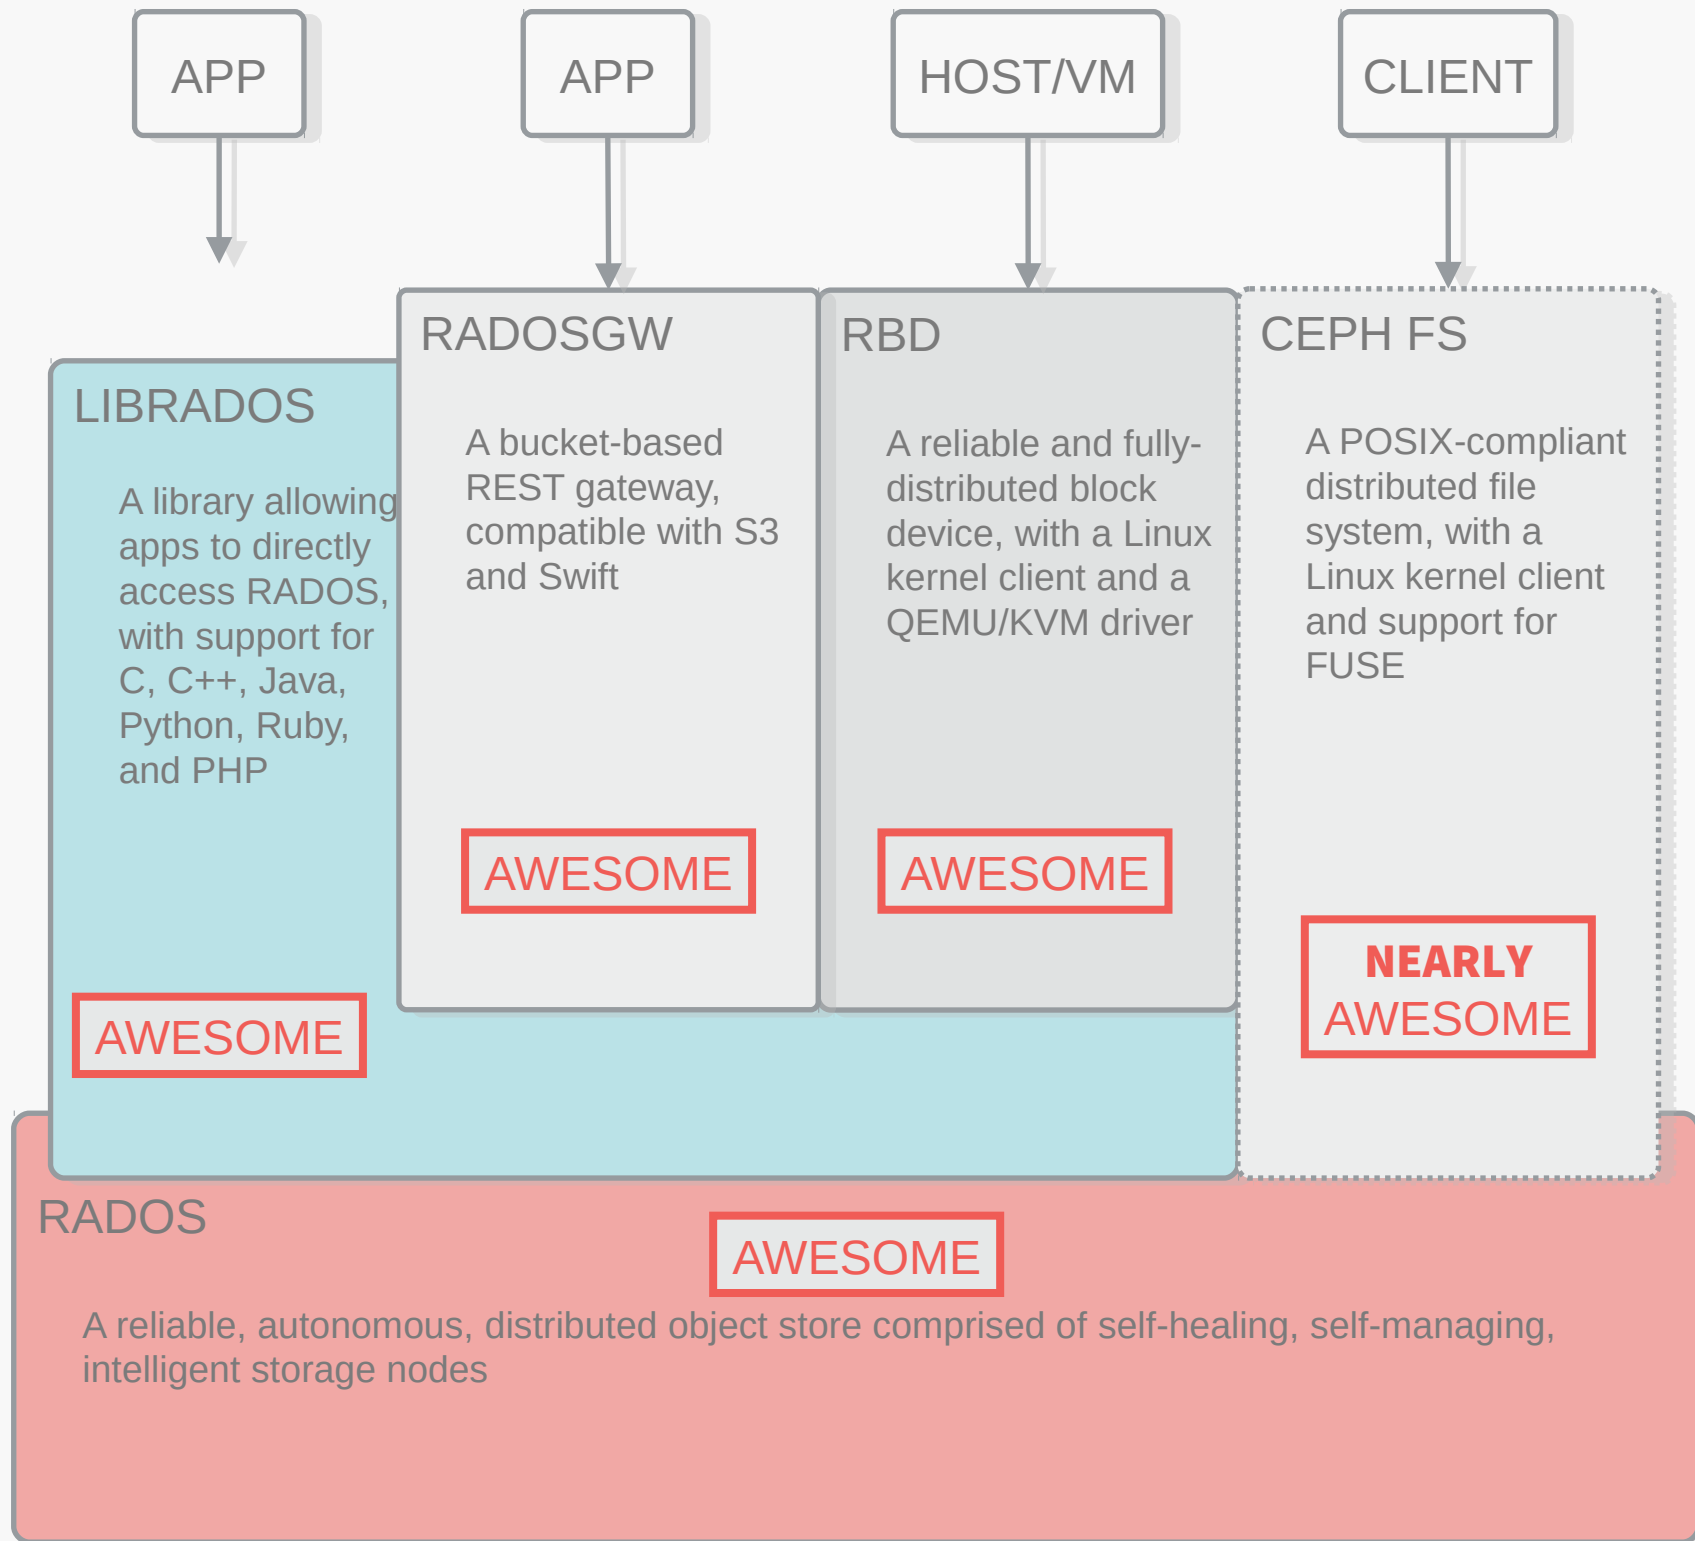 APP
APP
HOST/VM
CLIENT
LIBRADOS
A library allowing
apps to directly
access RADOS,
with support for
C, C++, Java,
Python, Ruby,
and PHP
AWESOME
RADOSGW
A bucket-based
REST gateway,
compatible with S3
and Swift
AWESOME
RBD
A reliable and fully-
distributed block
device, with a Linux
kernel client and a
QEMU/KVM driver
AWESOME
CEPH FS
A POSIX-compliant
distributed file
system, with a
Linux kernel client
and support for
FUSE
NEARLY
AWESOME
RADOS
AWESOME
A reliable, autonomous, distributed object store comprised of self-healing, self-managing,
intelligent storage nodes